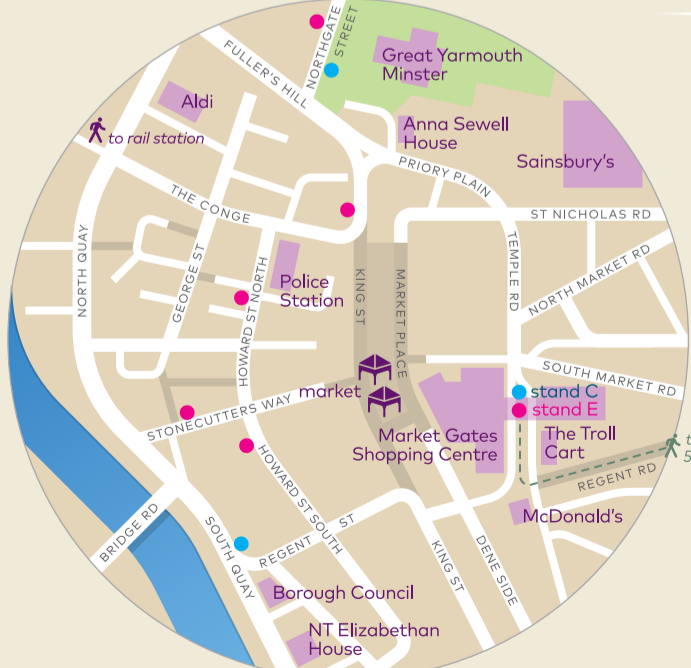 NORTHGATE
STREET
FULLER'S HILL
Great Yarmouth
Minster
Aldi
to rail station
Anna Sewell
House
Sainsbury's
PRIORY PLAIN
THE CONGE
ST NICHOLAS RD
NORTH QUAY
GEORGE ST
HOWARD ST NORTH
Police
Station
KING ST
MARKET PLACE
TEMPLE RD
NORTH MARKET RD
SOUTH MARKET RD
market
stand C
stand E
STONECUTTERS WAY
Market Gates
Shopping Centre
The Troll
Cart
REGENT RD
t
5
HOWARD ST SOUTH
McDonald's
BRIDGE RD
SOUTH QUAY
REGENT ST
KING ST
DENE SIDE
Borough Council
NT Elizabethan
House